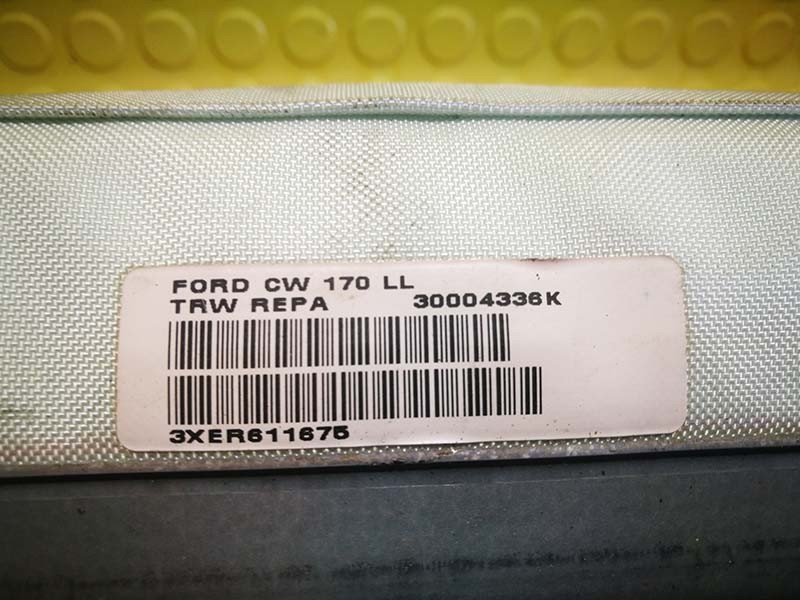 FORD CW 170 LL
TRW REPA 30004336K
3XER611675